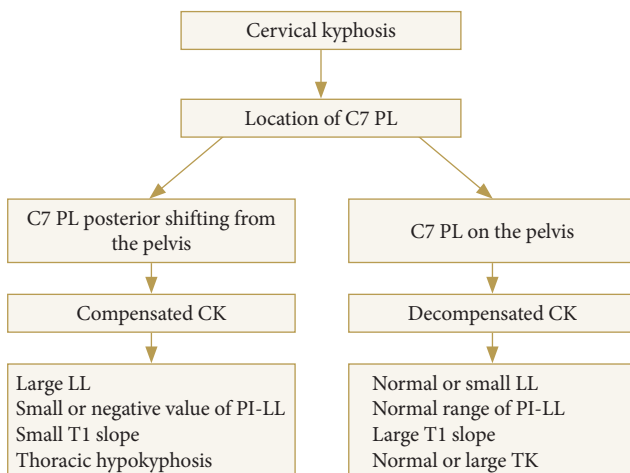 Cervical kyphosis
Location of C7 PL
C7 PL posterior shifting from
the pelvis
C7 PL on the pelvis
Compensated CK
Decompensated CK
Large LL
Small or negative value of PI-LL
Small T1 slope
Thoracic hypokyphosis
Normal or small LL
Normal range of PI-LL
Large T1 slope
Normal or large TK